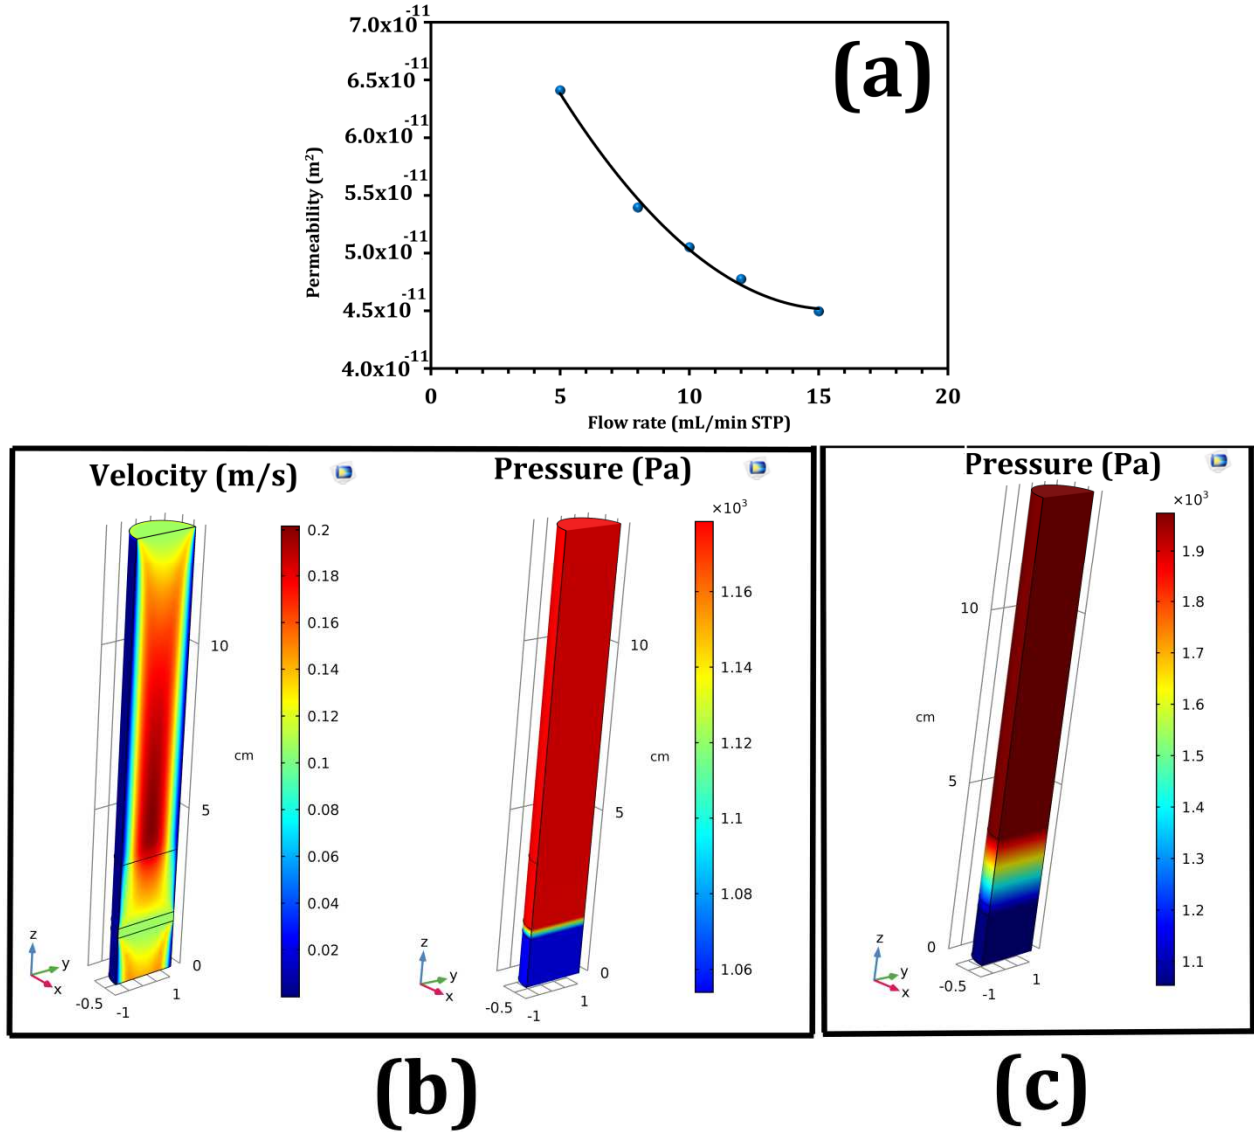 7.0x10⁻¹¹
6.5x10⁻¹¹
6.0x10⁻¹¹
5.5x10⁻¹¹
5.0x10⁻¹¹
4.5x10⁻¹¹
4.0x10⁻¹¹
Permeability (m²)
0 5 10 15 20
Flow rate (mL/min STP)
(a)
Velocity (m/s)
0.2
0.18
0.16
0.14
0.12
0.1
0.08
0.06
0.04
0.02
10
cm
5
0
z
y
x
-0.5
-1
1
Pressure (Pa)
×10³
1.16
1.14
1.12
1.1
1.08
1.06
10
cm
5
0
z
y
x
-0.5
-1
1
(b)
Pressure (Pa)
×10³
1.9
1.8
1.7
1.6
1.5
1.4
1.3
1.2
1.1
10
cm
5
0
z
y
x
-0.5
-1
1
(c)